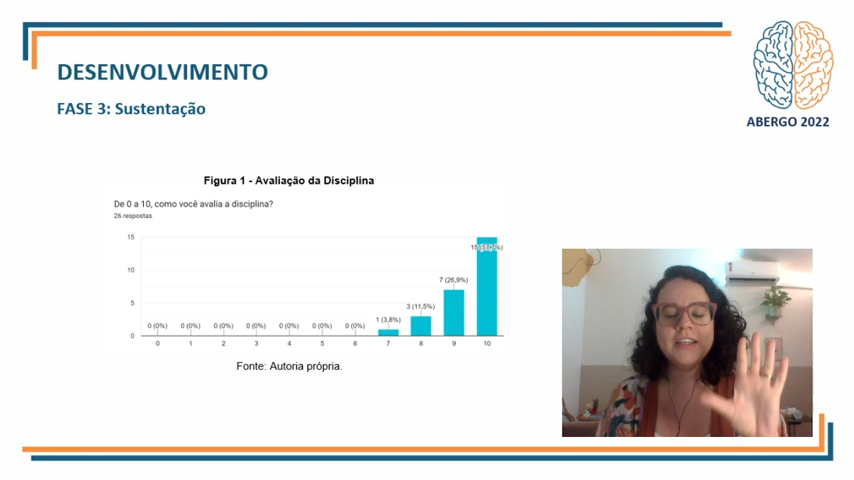 DESENVOLVIMENTO
FASE 3: Sustentação
ABERGO 2022
Figura 1 - Avaliação da Disciplina
De 0 a 10, como você avalia a disciplina?
26 respostas
15
10
5
0
0 (0%) 0 (0%) 0 (0%) 0 (0%) 0 (0%) 0 (0%) 0 (0%) 1 (3,8%) 3 (11,5%) 7 (26,9%)
0 1 2 3 4 5 6 7 8 9 10
Fonte: Autoria própria.